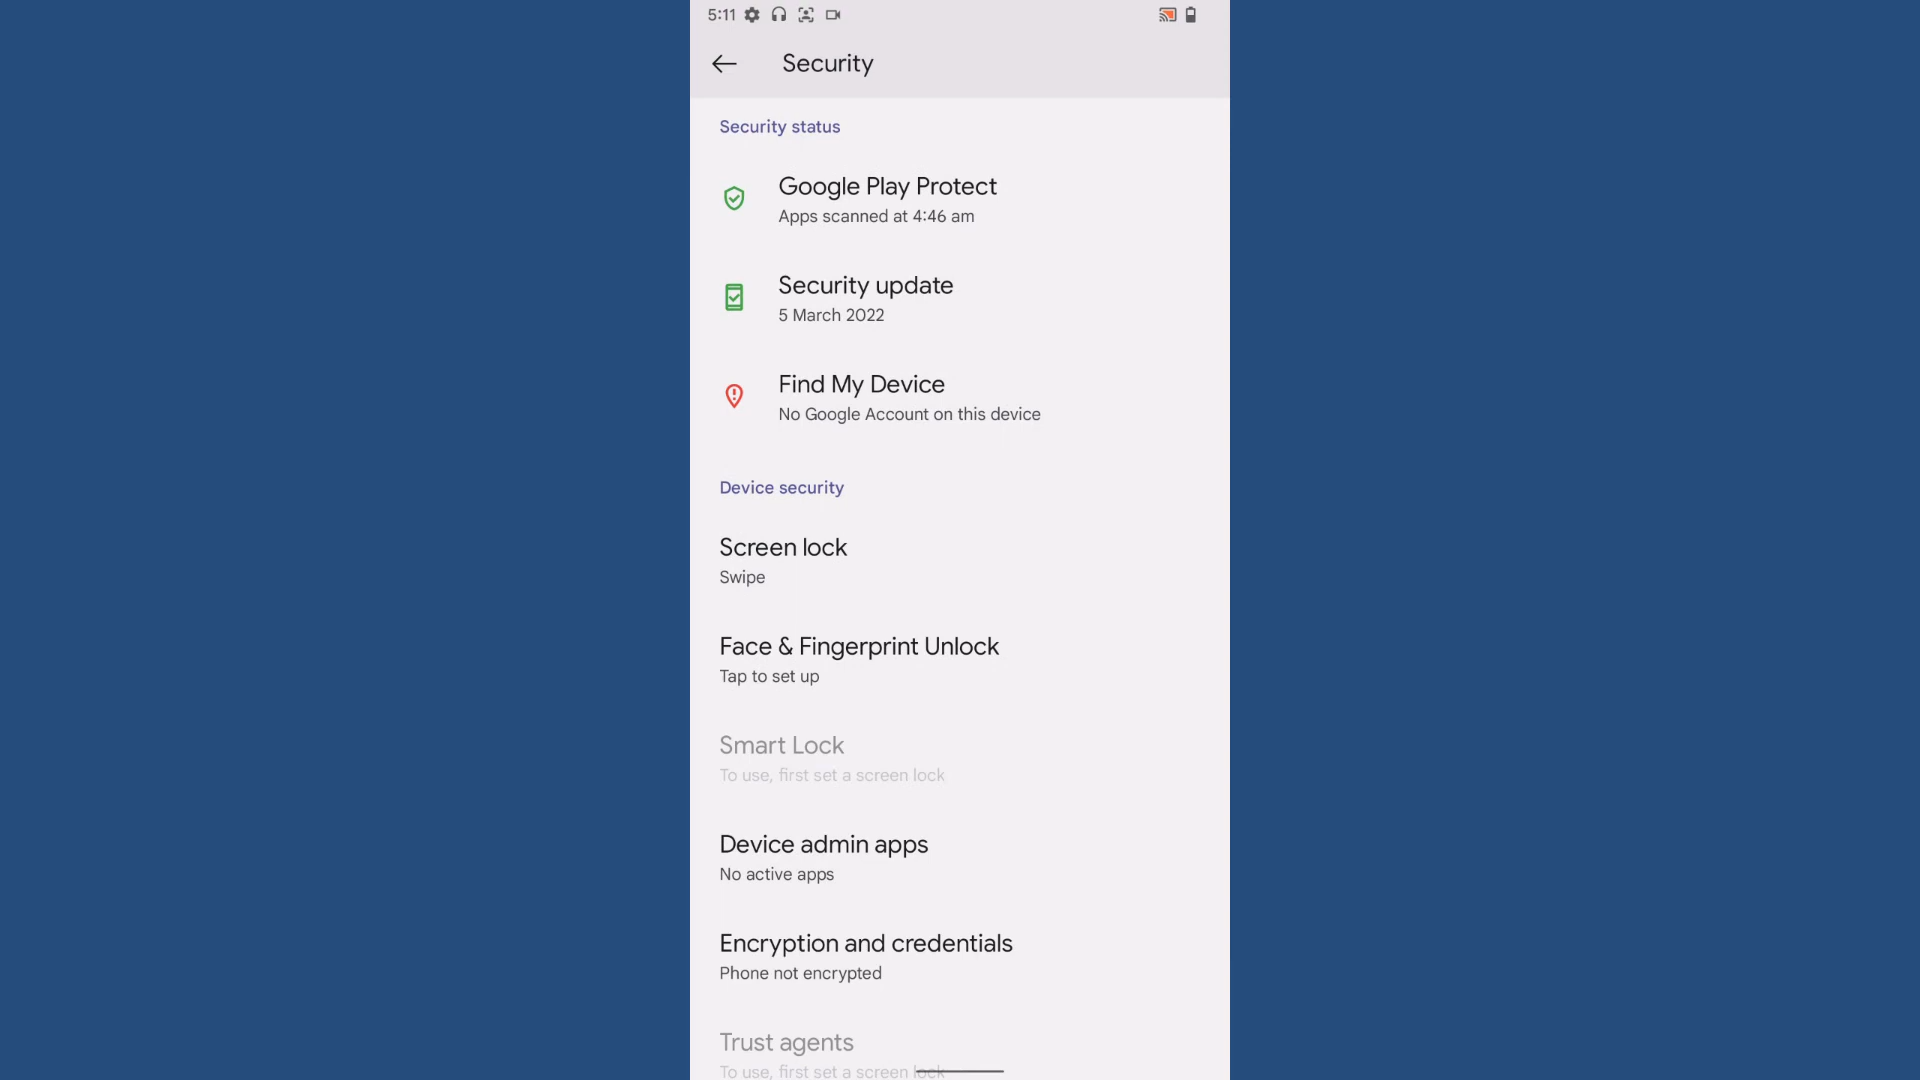 5:11
Security
Security status
Google Play Protect
Apps scanned at 4:46 am
Security update
5 March 2022
Find My Device
No Google Account on this device
Device security
Screen lock
Swipe
Face & Fingerprint Unlock
Tap to set up
Smart Lock
To use, first set a screen lock
Device admin apps
No active apps
Encryption and credentials
Phone not encrypted
Trust agents
To use, first set a screen lock